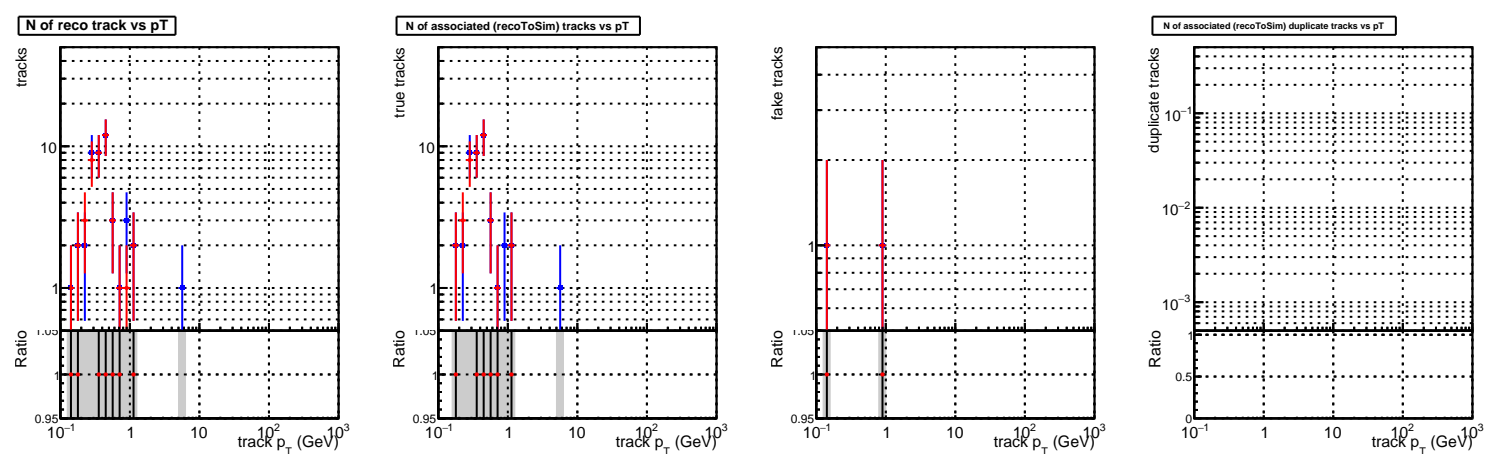 N of reco track vs pT
tracks
10
1
1.05
Ratio
1
0.95
10⁻¹ 1 10 10² 10³
track p_T (GeV)
N of associated (recoToSim) tracks vs pT
true tracks
10
1
1.05
Ratio
1
0.95
10⁻¹ 1 10 10² 10³
track p_T (GeV)
fake tracks
1
1.05
Ratio
1
0.95
10⁻¹ 1 10 10² 10³
track p_T (GeV)
N of associated (recoToSim) duplicate tracks vs pT
duplicate tracks
10⁻¹
10⁻²
10⁻³
Ratio
1
0.5
0
10⁻¹ 1 10 10² 10³
track p_T (GeV)